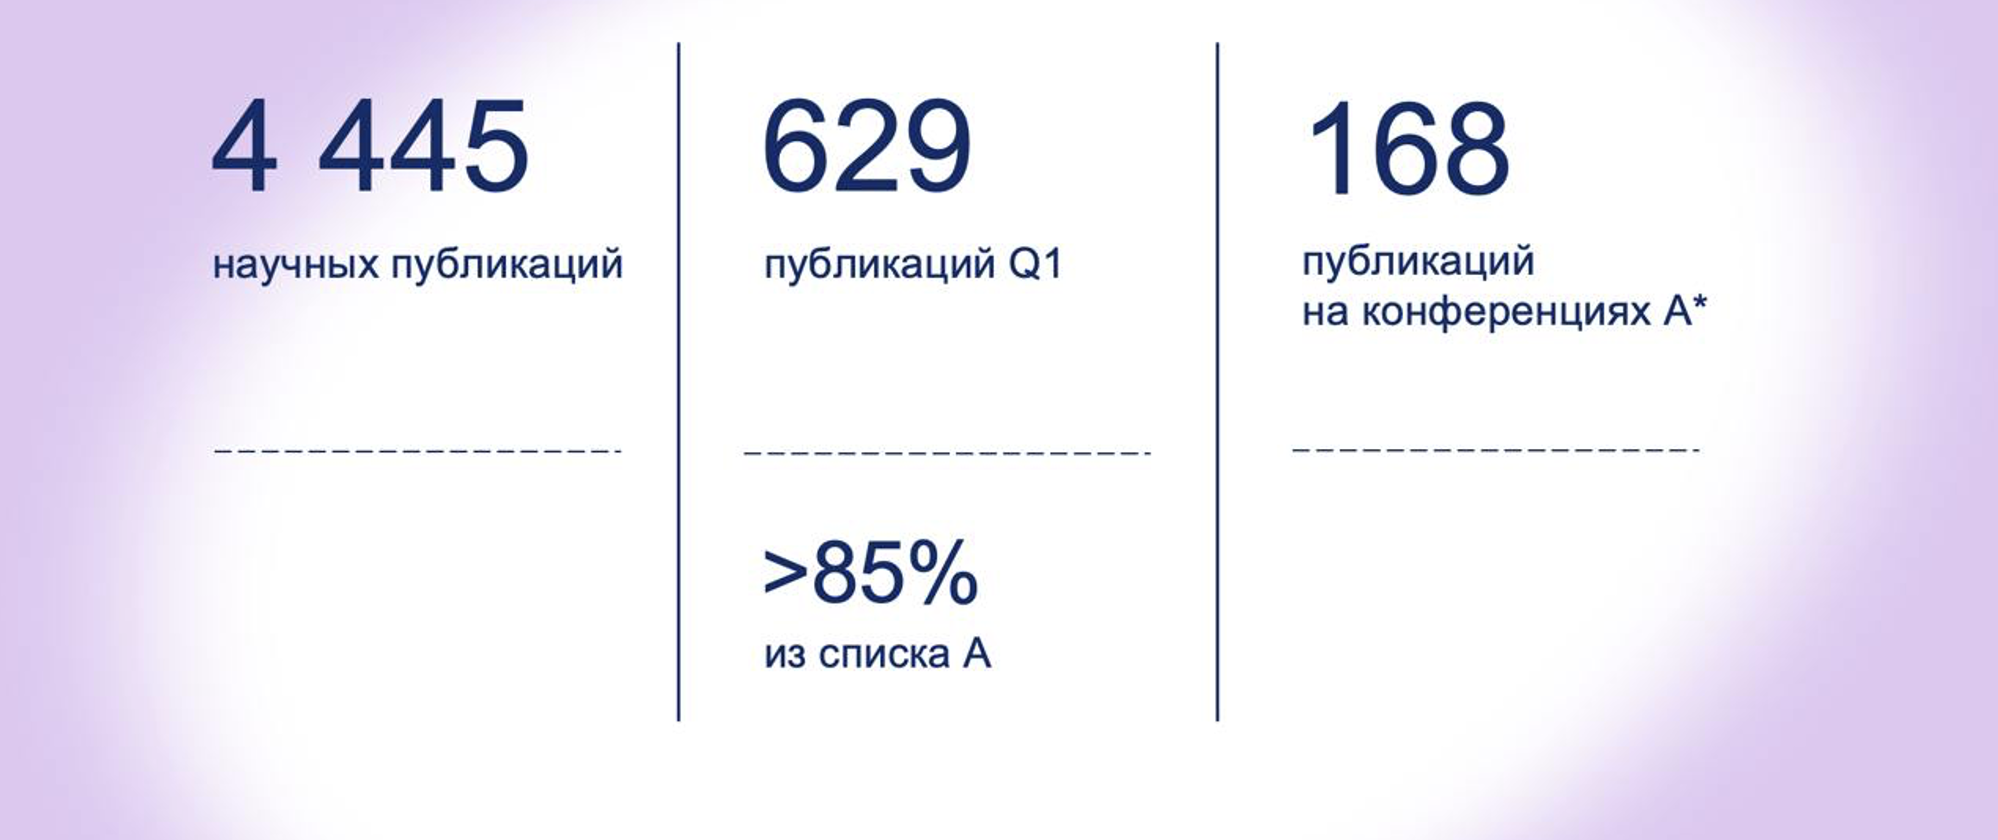 4 445
научных публикаций
629
публикаций Q1
>85%
из списка А
168
публикаций
на конференциях А*